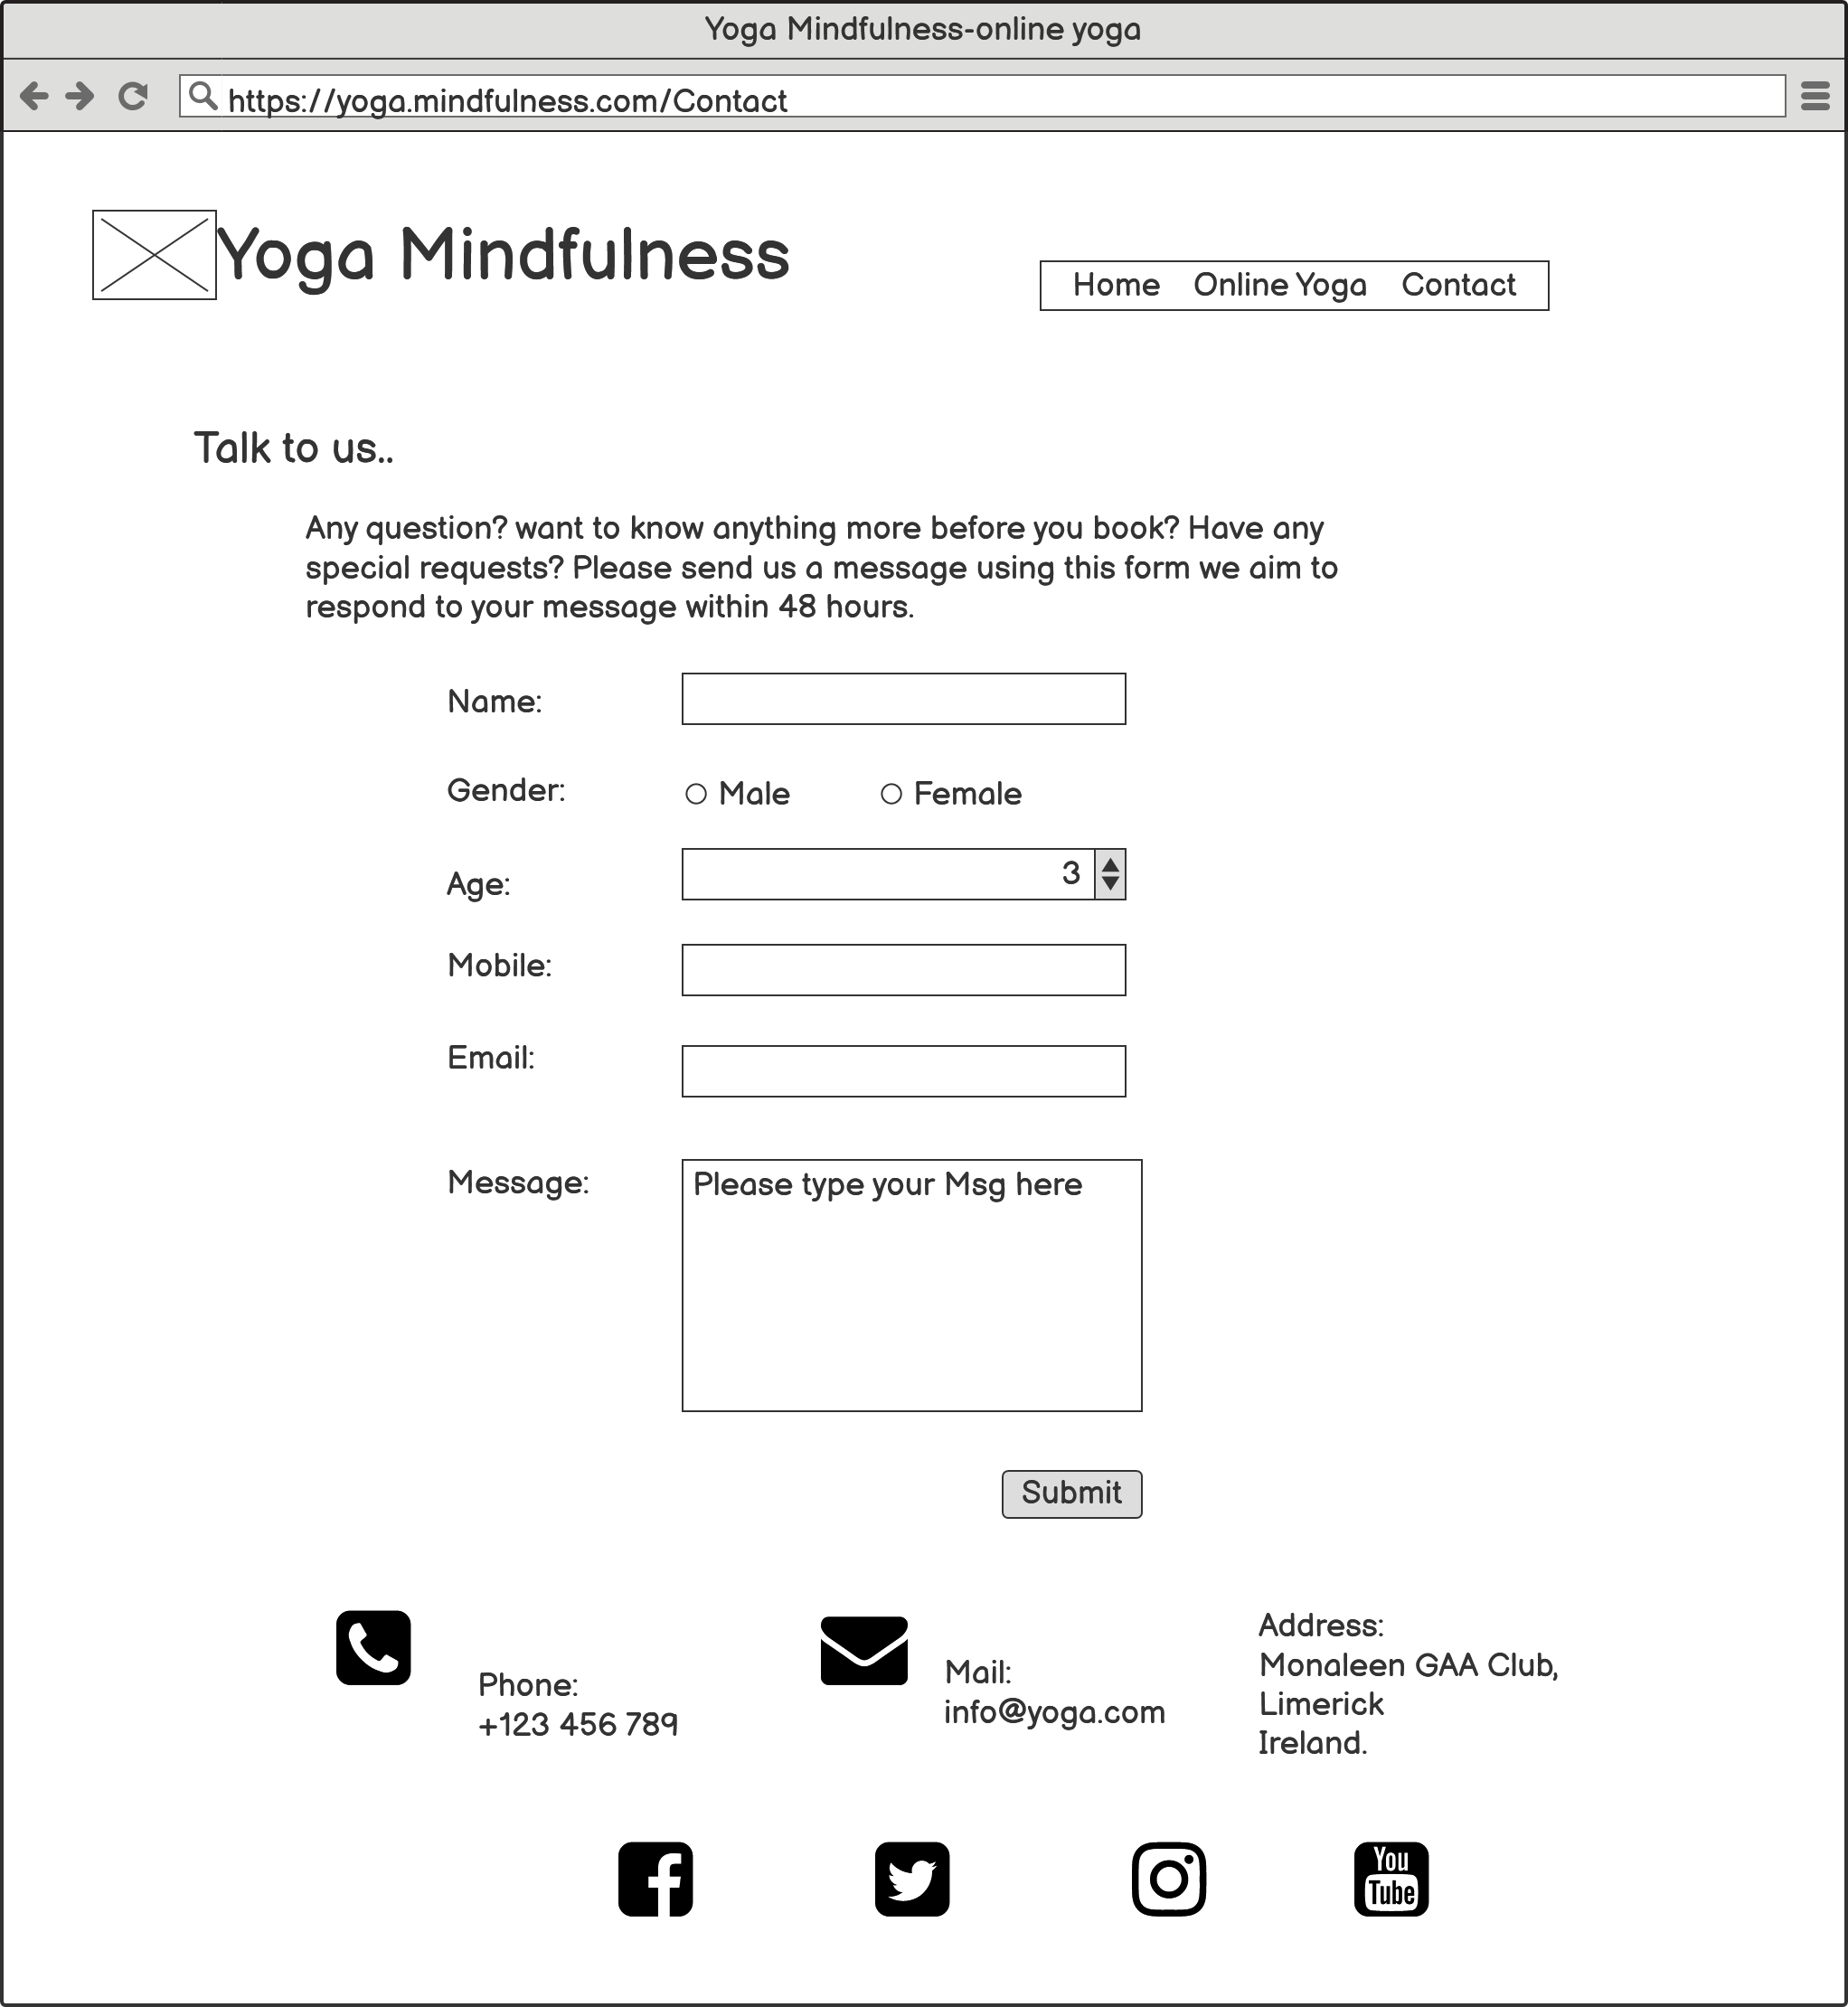 Yoga Mindfulness-online yoga
https://yoga.mindfulness.com/Contact
Yoga Mindfulness
Home Online Yoga Contact
Talk to us..
Any question? want to know anything more before you book? Have any
special requests? Please send us a message using this form we aim to
respond to your message within 48 hours.
Name:
Gender: Male Female
Age: 3
Mobile:
Email:
Message: Please type your Msg here
Submit
Phone:
+123 456 789
Mail:
info@yoga.com
Address:
Monaleen GAA Club,
Limerick
Ireland.
You
Tube